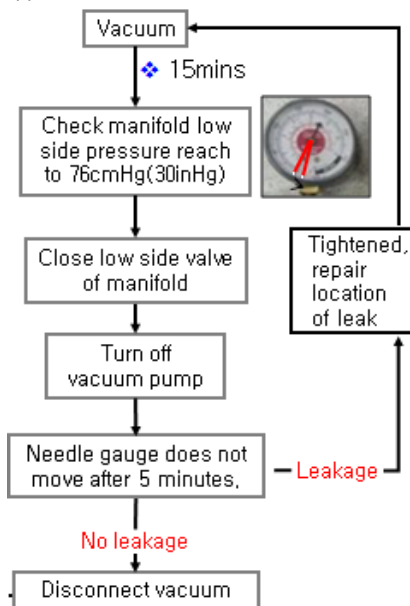 Vacuum
❖ 15mins
Check manifold low
side pressure reach
to 76cmHg(30inHg)
Close low side valve
of manifold
Tightened,
repair
location
of leak
Turn off
vacuum pump
Needle gauge does not
move after 5 minutes,
Leakage
No leakage
Disconnect vacuum